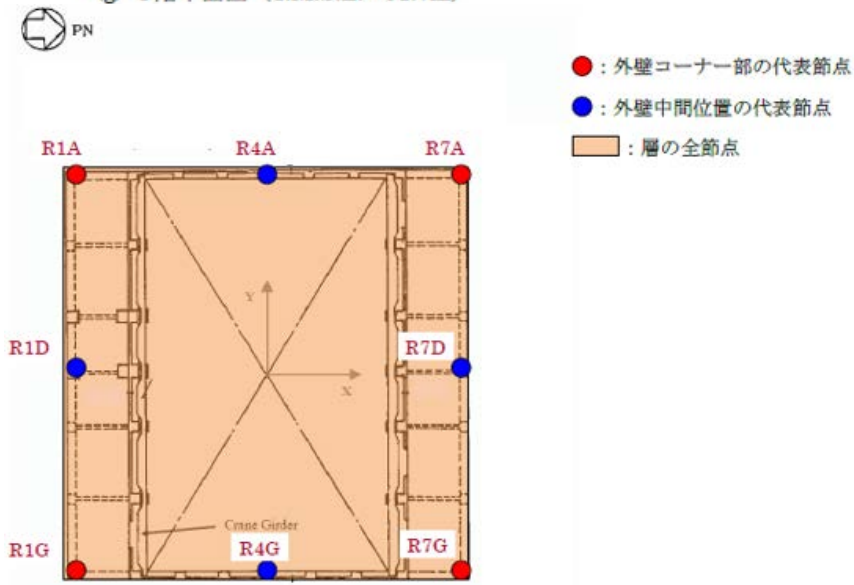 PN
: 外壁コーナー部の代表節点
: 外壁中間位置の代表節点
: 層の全節点
R1A R4A R7A
Y
R1D R7D
X
Crane Girder
R1G R4G R7G